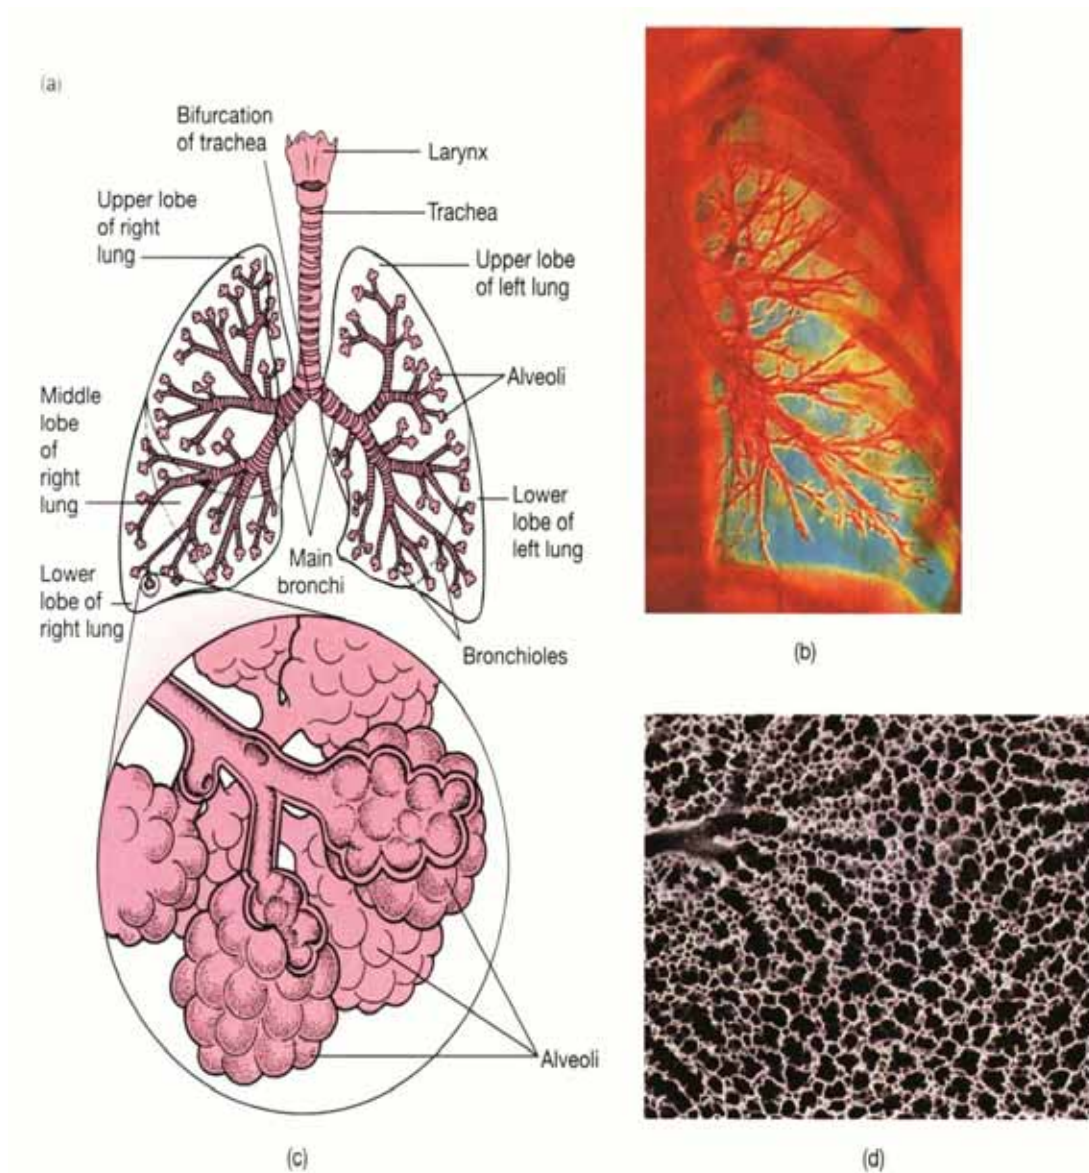 (a)
Bifurcation
of trachea
Larynx
Upper lobe
of right
lung
Trachea
Upper lobe
of left lung
Alveoli
Middle
lobe
of
right
lung
Lower
lobe of
left lung
Main
bronchi
Lower
lobe of
right lung
Bronchioles
(b)
Alveoli
(c)
(d)